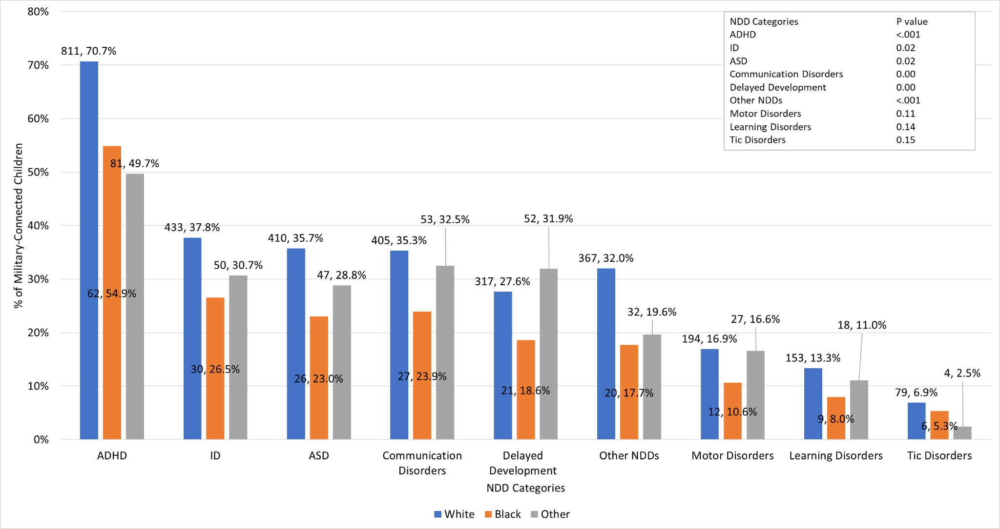 80%
70%
60%
50%
40%
30%
20%
10%
0%
% of Military-Connected Children
NDD Categories P value
ADHD <.001
ID 0.02
ASD 0.02
Communication Disorders 0.00
Delayed Development 0.00
Other NDDs <.001
Motor Disorders 0.11
Learning Disorders 0.14
Tic Disorders 0.15
811, 70.7%
62, 54.9%
81, 49.7%
433, 37.8%
30, 26.5%
50, 30.7%
410, 35.7%
26, 23.0%
47, 28.8%
405, 35.3%
27, 23.9%
53, 32.5%
317, 27.6%
21, 18.6%
52, 31.9%
367, 32.0%
20, 17.7%
32, 19.6%
194, 16.9%
12, 10.6%
27, 16.6%
153, 13.3%
9, 8.0%
18, 11.0%
79, 6.9%
6, 5.3%
4, 2.5%
ADHD
ID
ASD
Communication
Disorders
Delayed
Development
Other NDDs
Motor Disorders
Learning Disorders
Tic Disorders
NDD Categories
White Black Other